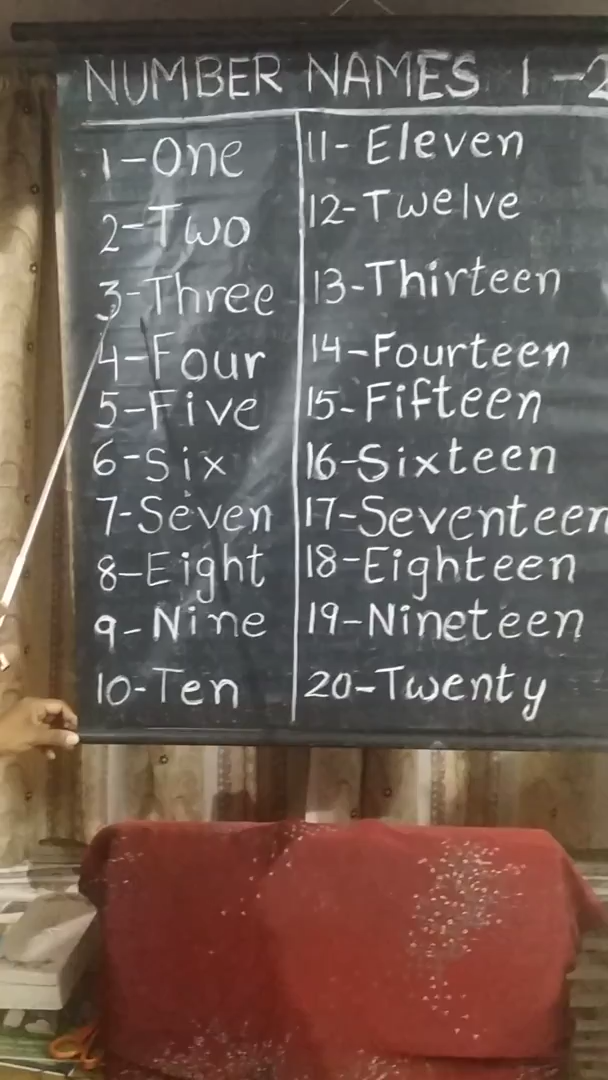 NUMBER NAMES 1-2
1-One
2-Two
3-Three
4-Four
5-Five
6-Six
7-Seven
8-Eight
9-Nine
10-Ten
11-Eleven
12-Twelve
13-Thirteen
14-Fourteen
15-Fifteen
16-Sixteen
17-Seventeen
18-Eighteen
19-Nineteen
20-Twenty